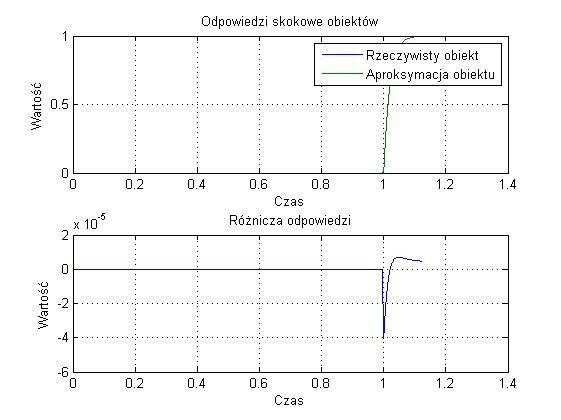 Odpowiedzi skokowe obiektów
1
0.5
0
Wartość
Rzeczywisty obiekt
Aproksymacja obiektu
0 0.2 0.4 0.6 0.8 1 1.2 1.4
Czas
Różnicza odpowiedzi
x 10-5
2
0
-2
-4
-6
Wartość
0 0.2 0.4 0.6 0.8 1 1.2 1.4
Czas